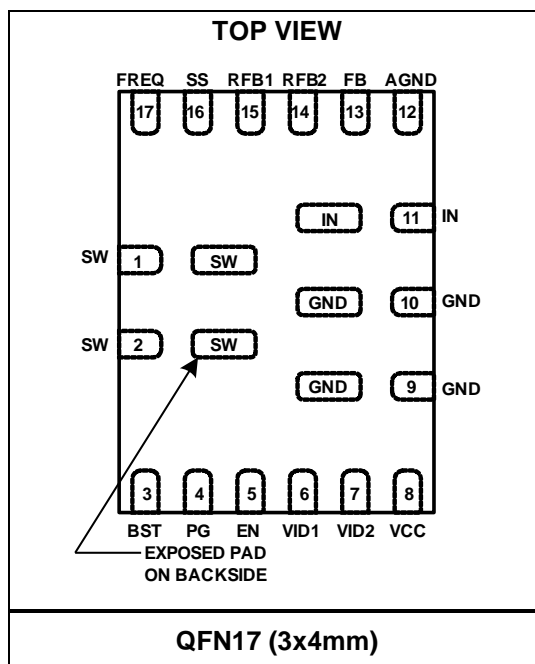 TOP VIEW
FREQ SS RFB1 RFB2 FB AGND
17 16 15 14 13 12
IN 11 IN
SW 1 SW
GND 10 GND
SW 2 SW
GND 9 GND
3 4 5 6 7 8
BST PG EN VID1 VID2 VCC
EXPOSED PAD
ON BACKSIDE
QFN17 (3x4mm)